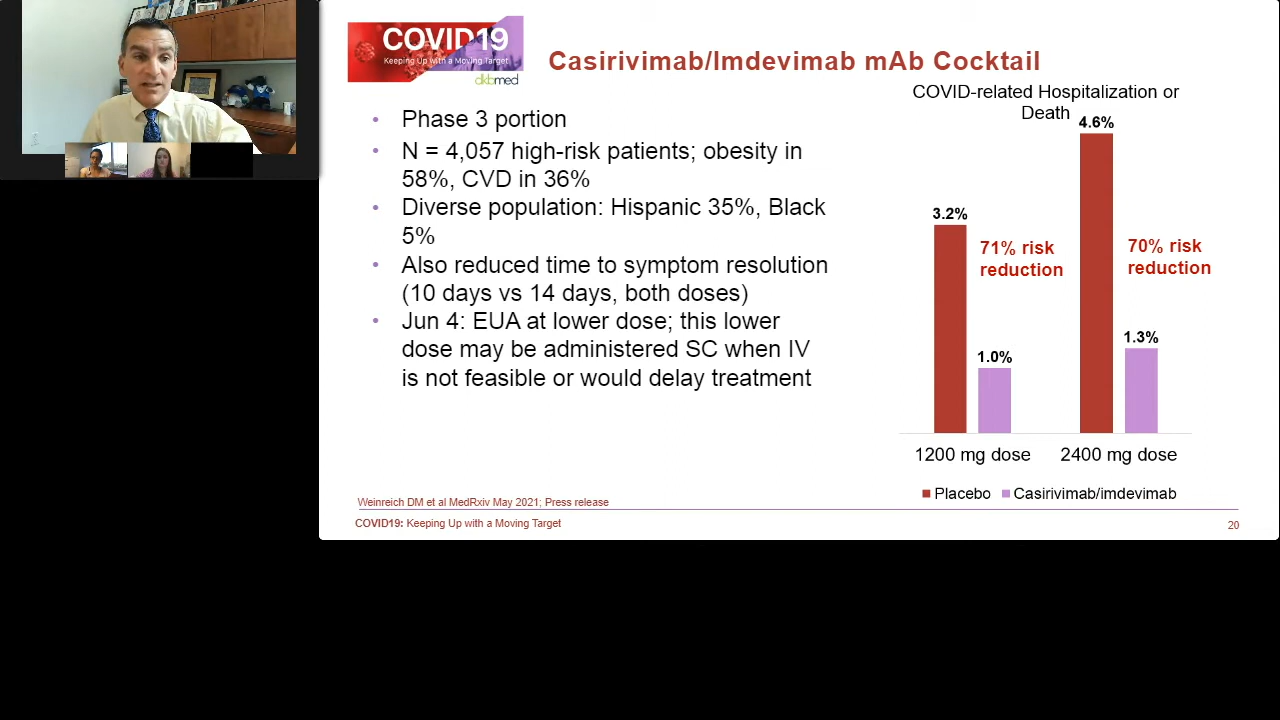 COVID19
Keeping Up with a Moving Target
dkbmed
Casirivimab/Imdevimab mAb Cocktail
• Phase 3 portion
• N = 4,057 high-risk patients; obesity in
58%, CVD in 36%
• Diverse population: Hispanic 35%, Black
5%
• Also reduced time to symptom resolution
(10 days vs 14 days, both doses)
• Jun 4: EUA at lower dose; this lower
dose may be administered SC when IV
is not feasible or would delay treatment
COVID-related Hospitalization or
Death
4.6%
3.2%
71% risk
reduction
70% risk
reduction
1.3%
1.0%
1200 mg dose
2400 mg dose
Placebo
Casirivimab/imdevimab
Weinreich DM et al MedRxiv May 2021; Press release
COVID19: Keeping Up with a Moving Target
20